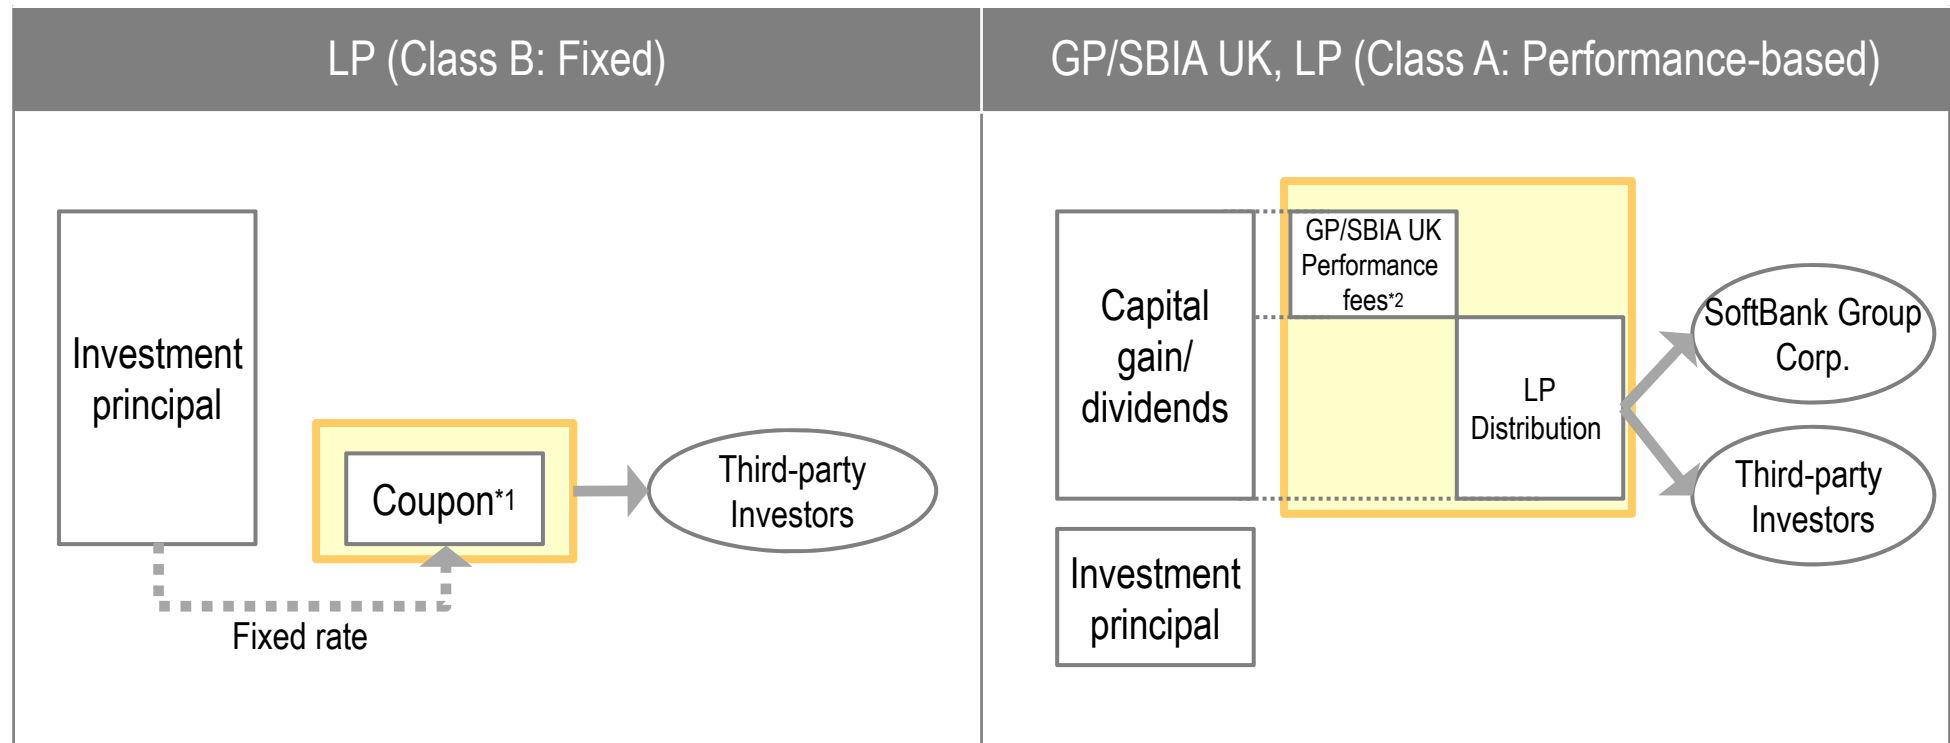 LP (Class B: Fixed)
GP/SBIA UK, LP (Class A: Performance-based)
Investment
principal
Coupon*1
Third-party
Investors
Fixed rate
Capital
gain/
dividends
Investment
principal
GP/SBIA UK
Performance
fees*2
LP
Distribution
SoftBank Group
Corp.
Third-party
Investors